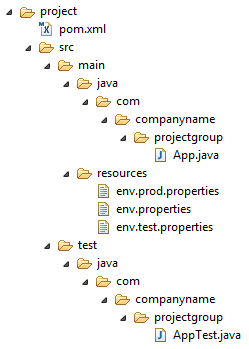 project
pom.xml
src
main
java
com
companyname
projectgroup
App.java
resources
env.prod.properties
env.properties
env.test.properties
test
java
com
companyname
projectgroup
AppTest.java